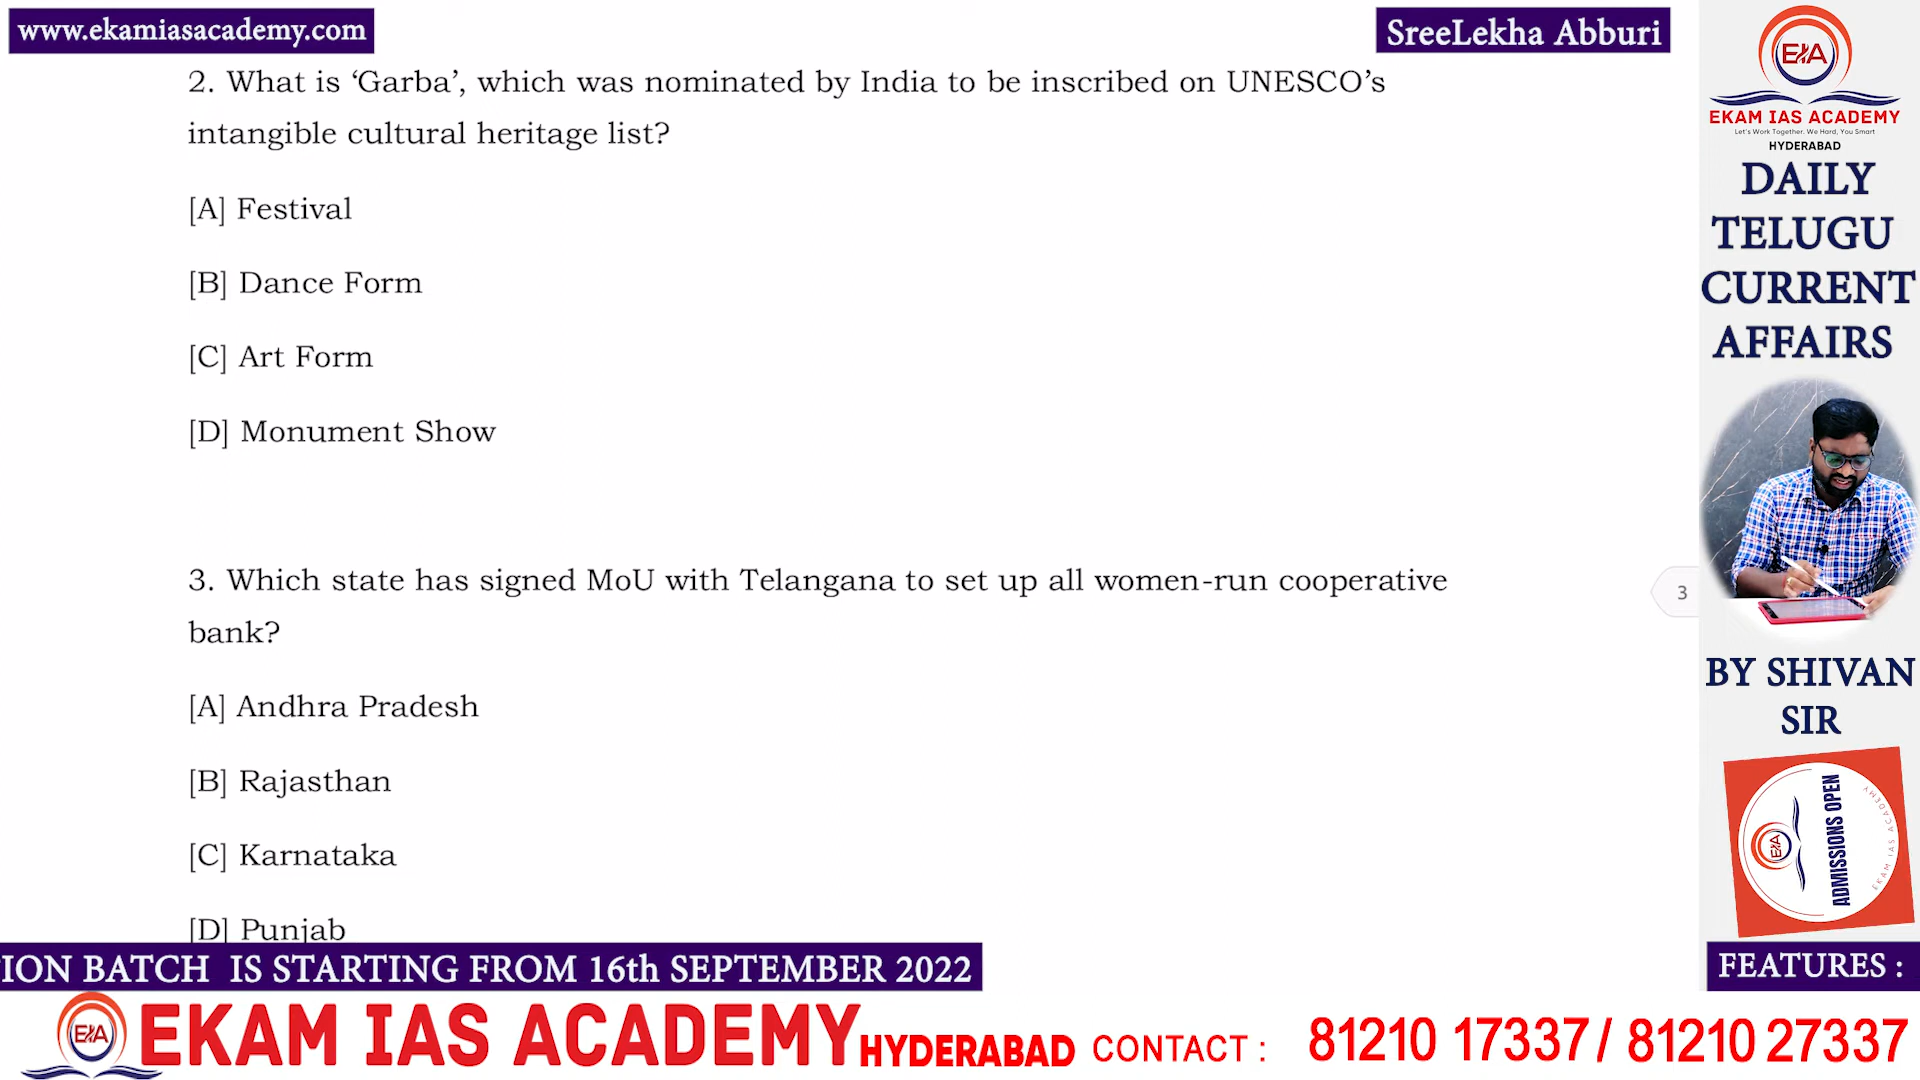 www.ekamiasacademy.com
SreeLekha Abburi
2. What is ‘Garba’, which was nominated by India to be inscribed on UNESCO’s
intangible cultural heritage list?
[A] Festival
[B] Dance Form
[C] Art Form
[D] Monument Show
3. Which state has signed MoU with Telangana to set up all women-run cooperative
bank?
[A] Andhra Pradesh
[B] Rajasthan
[C] Karnataka
[D] Punjab
3
EIA
EKAM IAS ACADEMY
Let's Work Together. We Hard, You Smart
HYDERABAD
DAILY
TELUGU
CURRENT
AFFAIRS
BY SHIVAN
SIR
EIA
ADMISSIONS OPEN
EKAM IAS ACADEMY
FEATURES :
ION BATCH IS STARTING FROM 16th SEPTEMBER 2022
EIA
EKAM IAS ACADEMY HYDERABAD CONTACT : 81210 17337 / 81210 27337